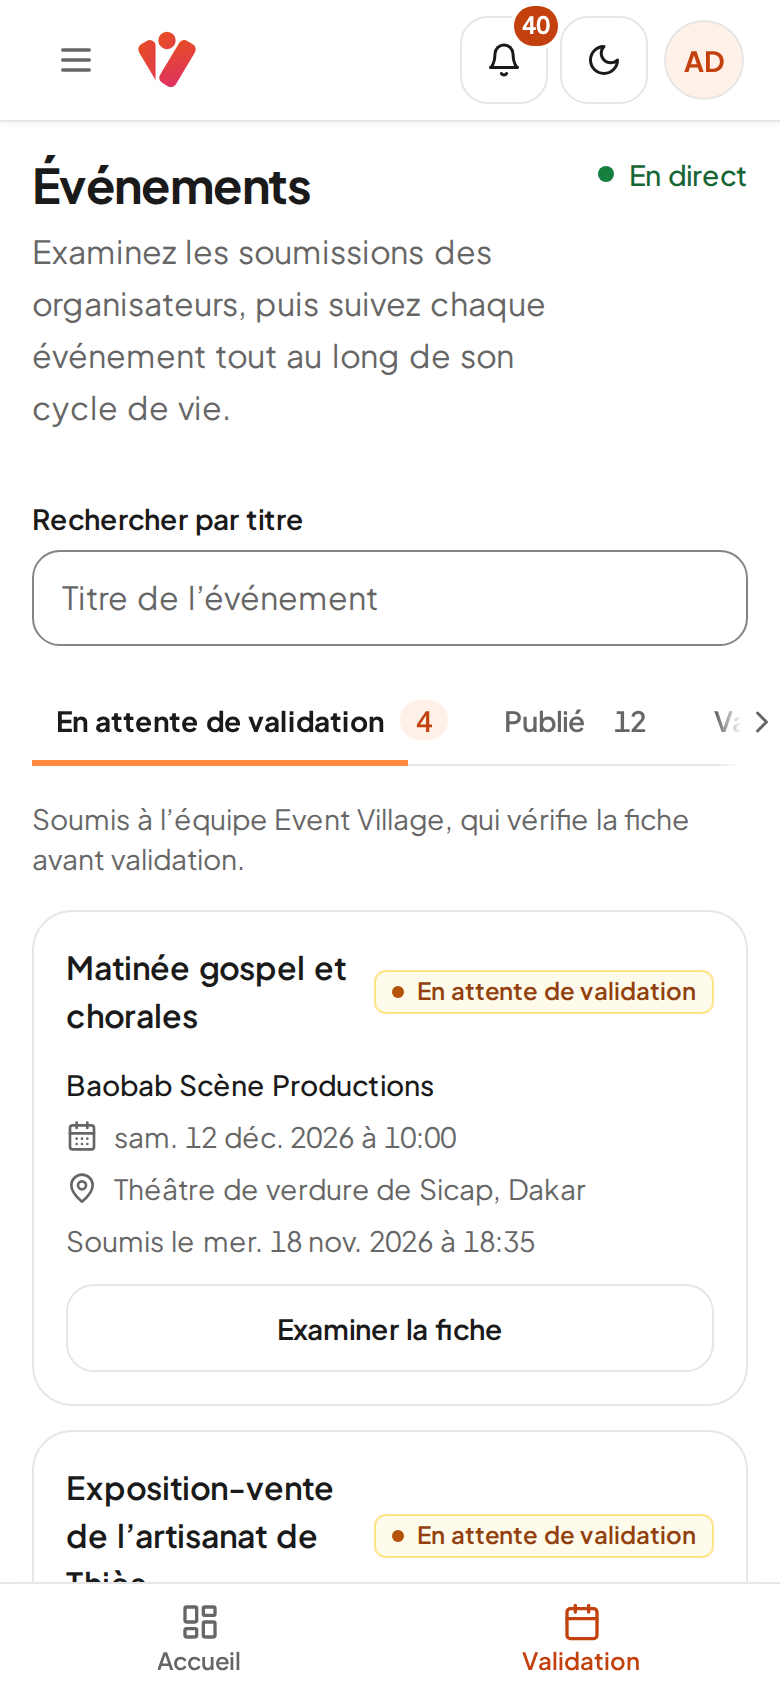 40
AD
Événements
En direct
Examinez les soumissions des
organisateurs, puis suivez chaque
événement tout au long de son
cycle de vie.
Rechercher par titre
Titre de l’événement
En attente de validation 4 Publié 12
Soumis à l’équipe Event Village, qui vérifie la fiche
avant validation.
Matinée gospel et
chorales
En attente de validation
Baobab Scène Productions
sam. 12 déc. 2026 à 10:00
Théâtre de verdure de Sicap, Dakar
Soumis le mer. 18 nov. 2026 à 18:35
Examiner la fiche
Exposition-vente
de l’artisanat de
Thiès
En attente de validation
Accueil
Validation